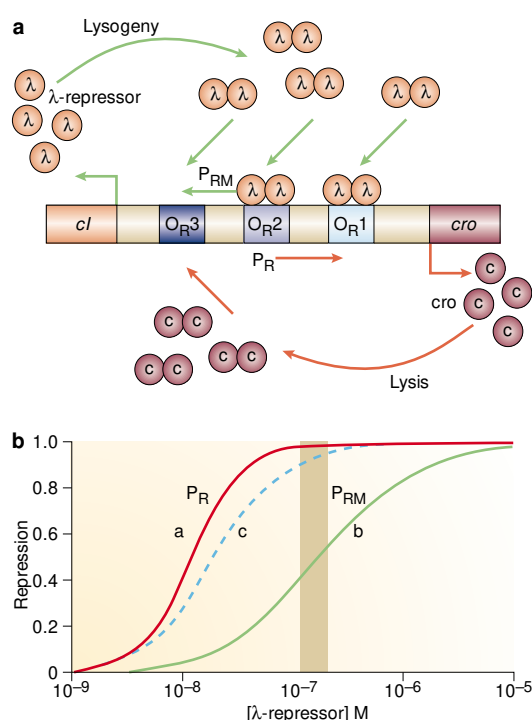 a
Lysogeny
λ λ
λ
λ-repressor
λ λ
λ λ
λ λ
λ
λ
λ
P_RM
λ λ
λ λ
cI
O_R3
O_R2
O_R1
cro
P_R
c
c
cro
c
c
c c
c c
c c
Lysis
b
1.0
0.8
0.6
0.4
0.2
0
Repression
P_R
P_RM
a
c
b
10⁻⁹
10⁻⁸
10⁻⁷
10⁻⁶
10⁻⁵
[λ-repressor] M